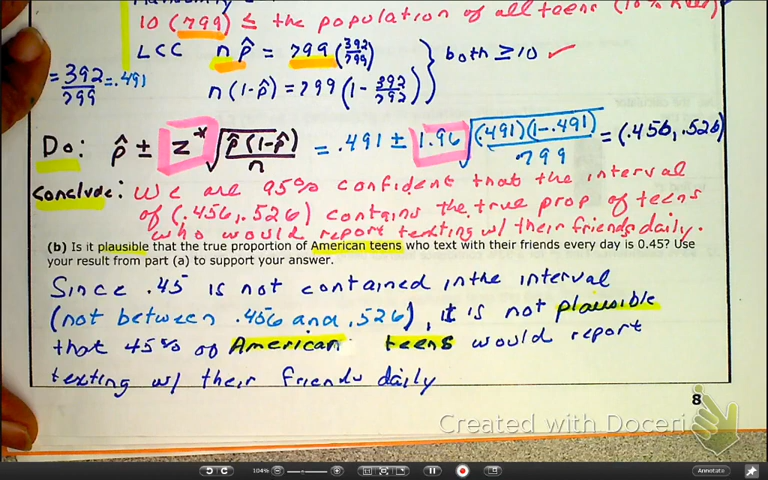 10 (799) ≤ the population of all teens (10%
LCC n p̂ = 799 (392/799) } both ≥ 10 ✓
= 392/799 = .491
n(1-p̂) = 799 (1 - 392/799)
Do: p̂ ± z* √(p̂(1-p̂)/n) = .491 ± 1.96 √((.491)(1-.491)/799) = (.456, .526)
Conclude: We are 95% confident that the interval
of (.456, .526) contains the true prop of teens
who would report texting w/ their friends daily.
(b) Is it plausible that the true proportion of American teens who text with their friends every day is 0.45? Use
your result from part (a) to support your answer.
Since .45 is not contained in the interval
(not between .456 and .526), it is not plausible
that 45% of American teens would report
texting w/ their friends daily
8
Created with Doceri
104%
Annotate